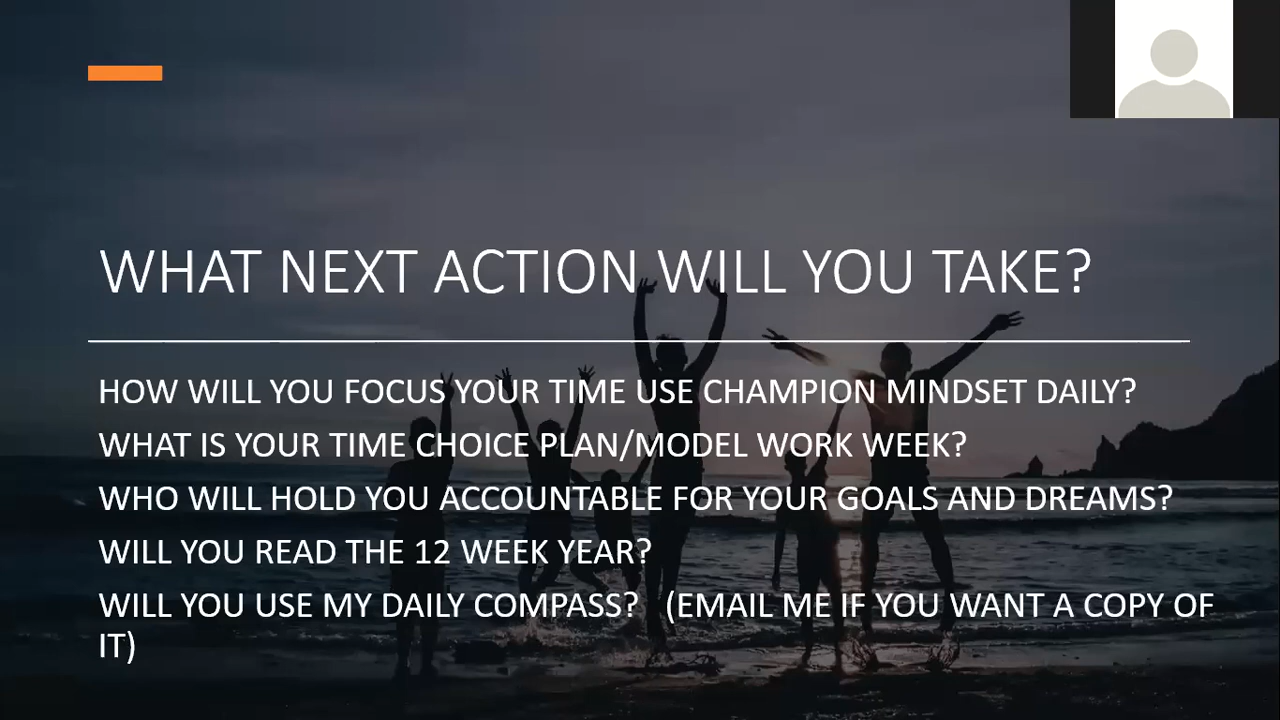 WHAT NEXT ACTION WILL YOU TAKE?
HOW WILL YOU FOCUS YOUR TIME USE CHAMPION MINDSET DAILY?
WHAT IS YOUR TIME CHOICE PLAN/MODEL WORK WEEK?
WHO WILL HOLD YOU ACCOUNTABLE FOR YOUR GOALS AND DREAMS?
WILL YOU READ THE 12 WEEK YEAR?
WILL YOU USE MY DAILY COMPASS? (EMAIL ME IF YOU WANT A COPY OF
IT)